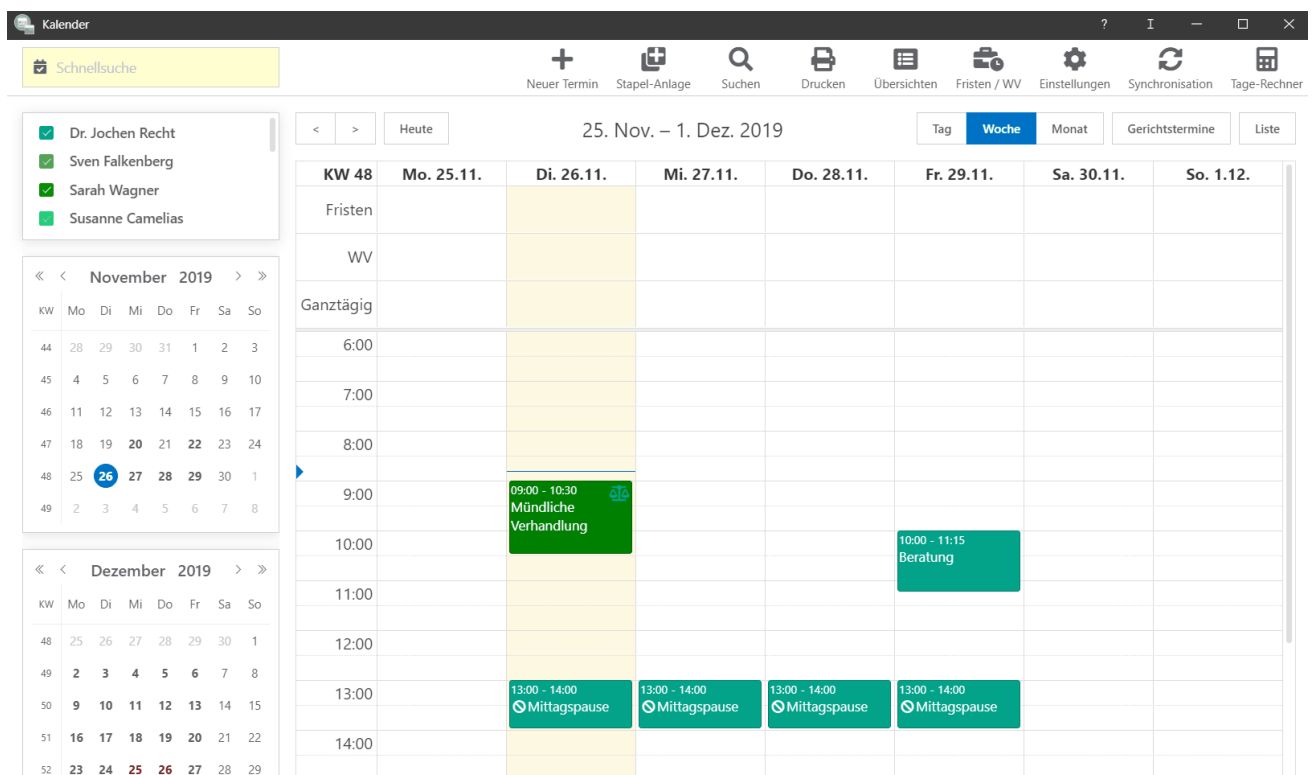 Kalender
?
Schnellsuche
Neuer Termin Stapel-Anlage Suchen Drucken Übersichten Fristen / WV Einstellungen Synchronisation Tage-Rechner
Dr. Jochen Recht
Sven Falkenberg
Sarah Wagner
Susanne Camelias
« < November 2019 > »
KW Mo Di Mi Do Fr Sa So
44 28 29 30 31 1 2 3
45 4 5 6 7 8 9 10
46 11 12 13 14 15 16 17
47 18 19 20 21 22 23 24
48 25 26 27 28 29 30 1
49 2 3 4 5 6 7 8
« < Dezember 2019 > »
KW Mo Di Mi Do Fr Sa So
48 25 26 27 28 29 30 1
49 2 3 4 5 6 7 8
50 9 10 11 12 13 14 15
51 16 17 18 19 20 21 22
52 23 24 25 26 27 28 29
< > Heute 25. Nov. – 1. Dez. 2019 Tag Woche Monat Gerichtstermine Liste
KW 48 Mo. 25.11. Di. 26.11. Mi. 27.11. Do. 28.11. Fr. 29.11. Sa. 30.11. So. 1.12.
Fristen
WV
Ganztägig
6:00
7:00
8:00
9:00
09:00 - 10:30
Mündliche
Verhandlung
10:00
10:00 - 11:15
Beratung
11:00
12:00
13:00
13:00 - 14:00
Mittagspause
13:00 - 14:00
Mittagspause
13:00 - 14:00
Mittagspause
13:00 - 14:00
Mittagspause
14:00